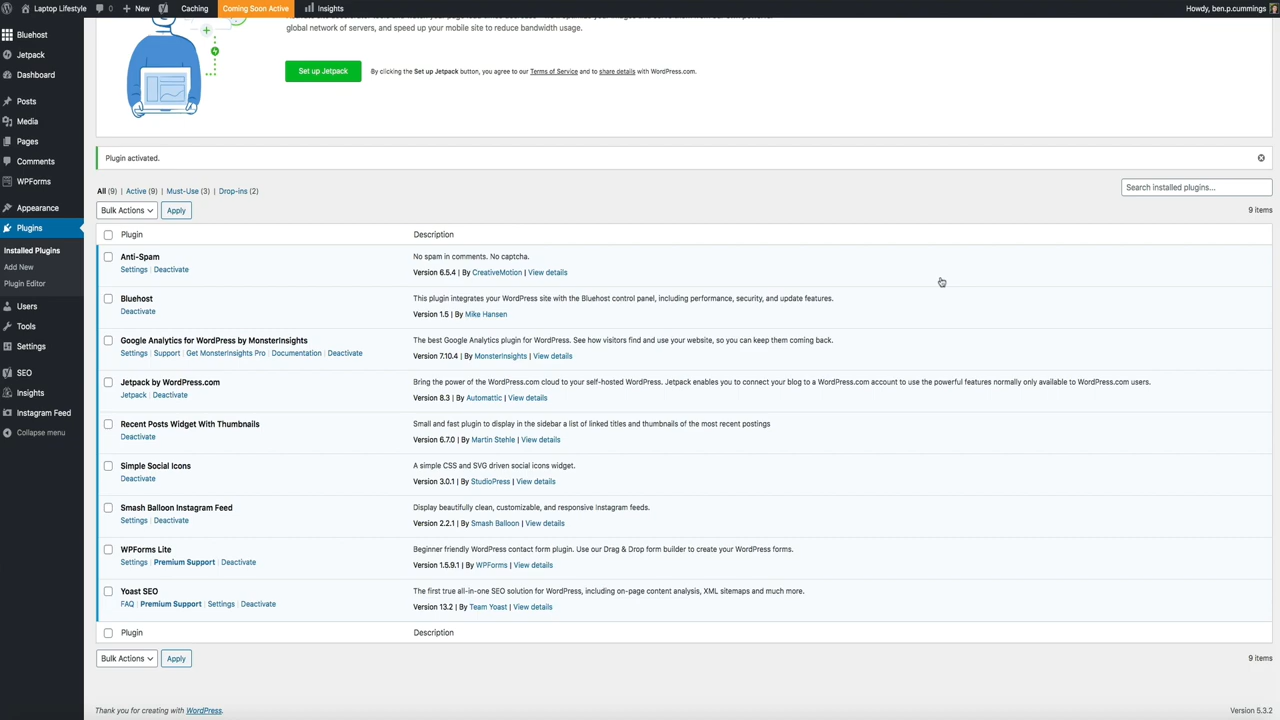 Laptop Lifestyle 0 New Caching Coming Soon Active Insights Howdy, ben.p.cummings
global network of servers, and speed up your mobile site to reduce bandwidth usage.
Set up Jetpack By clicking the Set up Jetpack button, you agree to our Terms of Service and to share details with WordPress.com.
Bluehost
Jetpack
Dashboard
Posts
Media
Pages
Comments
WPForms
Appearance
Plugins
Installed Plugins
Add New
Plugin Editor
Users
Tools
Settings
SEO
Insights
Instagram Feed
Collapse menu
Plugin activated.
All (9) | Active (9) | Must-Use (3) | Drop-ins (2)
Search installed plugins...
Bulk Actions Apply 9 items
Plugin Description
Anti-Spam No spam in comments. No captcha.
Settings | Deactivate Version 6.5.4 | By CreativeMotion | View details
Bluehost This plugin integrates your WordPress site with the Bluehost control panel, including performance, security, and update features.
Deactivate Version 1.5 | By Mike Hansen
Google Analytics for WordPress by MonsterInsights The best Google Analytics plugin for WordPress. See how visitors find and use your website, so you can keep them coming back.
Settings | Support | Get MonsterInsights Pro | Documentation | Deactivate Version 7.10.4 | By MonsterInsights | View details
Jetpack by WordPress.com Bring the power of the WordPress.com cloud to your self-hosted WordPress. Jetpack enables you to connect your blog to a WordPress.com account to use the powerful features normally only available to WordPress.com users.
Jetpack | Deactivate Version 8.3 | By Automattic | View details
Recent Posts Widget With Thumbnails Small and fast plugin to display in the sidebar a list of linked titles and thumbnails of the most recent postings
Deactivate Version 6.7.0 | By Martin Stehle | View details
Simple Social Icons A simple CSS and SVG driven social icons widget.
Deactivate Version 3.0.1 | By StudioPress | View details
Smash Balloon Instagram Feed Display beautifully clean, customizable, and responsive Instagram feeds.
Settings | Deactivate Version 2.2.1 | By Smash Balloon | View details
WPForms Lite Beginner friendly WordPress contact form plugin. Use our Drag & Drop form builder to create your WordPress forms.
Settings | Premium Support | Deactivate Version 1.5.9.1 | By WPForms | View details
Yoast SEO The first true all-in-one SEO solution for WordPress, including on-page content analysis, XML sitemaps and much more.
FAQ | Premium Support | Settings | Deactivate Version 13.2 | By Team Yoast | View details
Plugin Description
Bulk Actions Apply 9 items
Thank you for creating with WordPress. Version 5.3.2